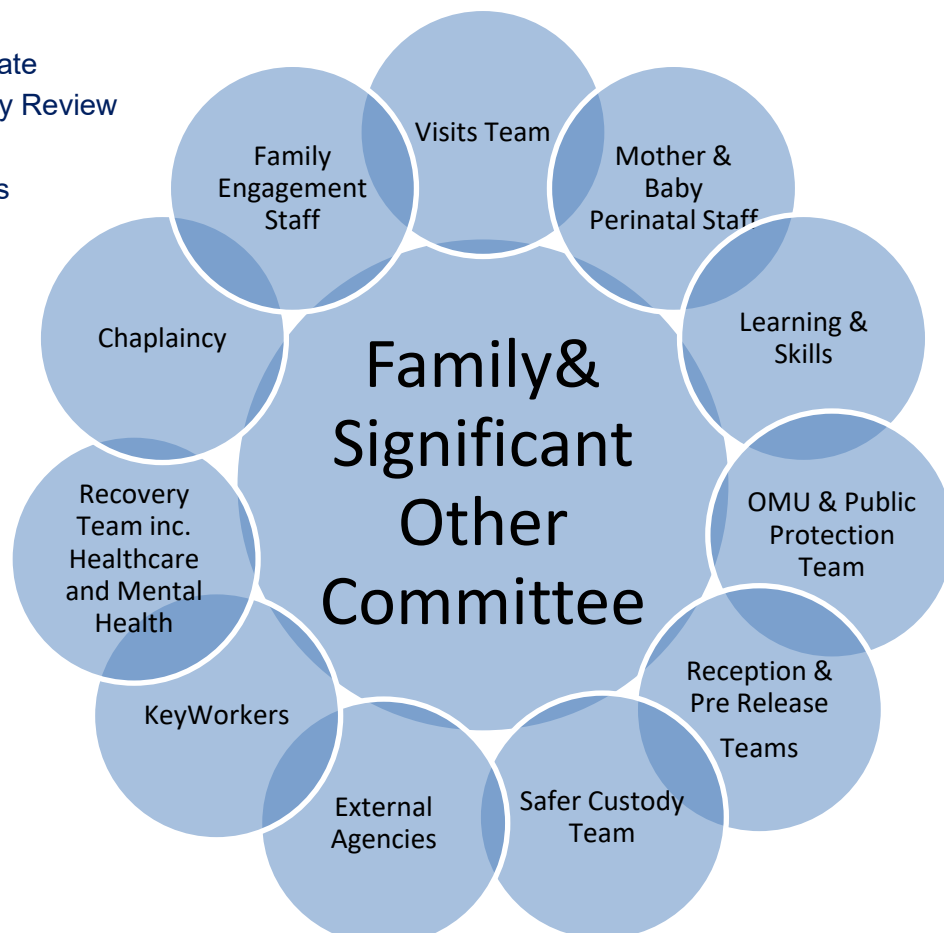 ate
y Review
s
Visits Team
Mother &
Baby
Perinatal Staff
Learning &
Skills
OMU & Public
Protection
Team
Reception &
Pre Release
Teams
Safer Custody
Team
External
Agencies
KeyWorkers
Recovery
Team inc.
Healthcare
and Mental
Health
Chaplaincy
Family
Engagement
Staff
Family&
Significant
Other
Committee